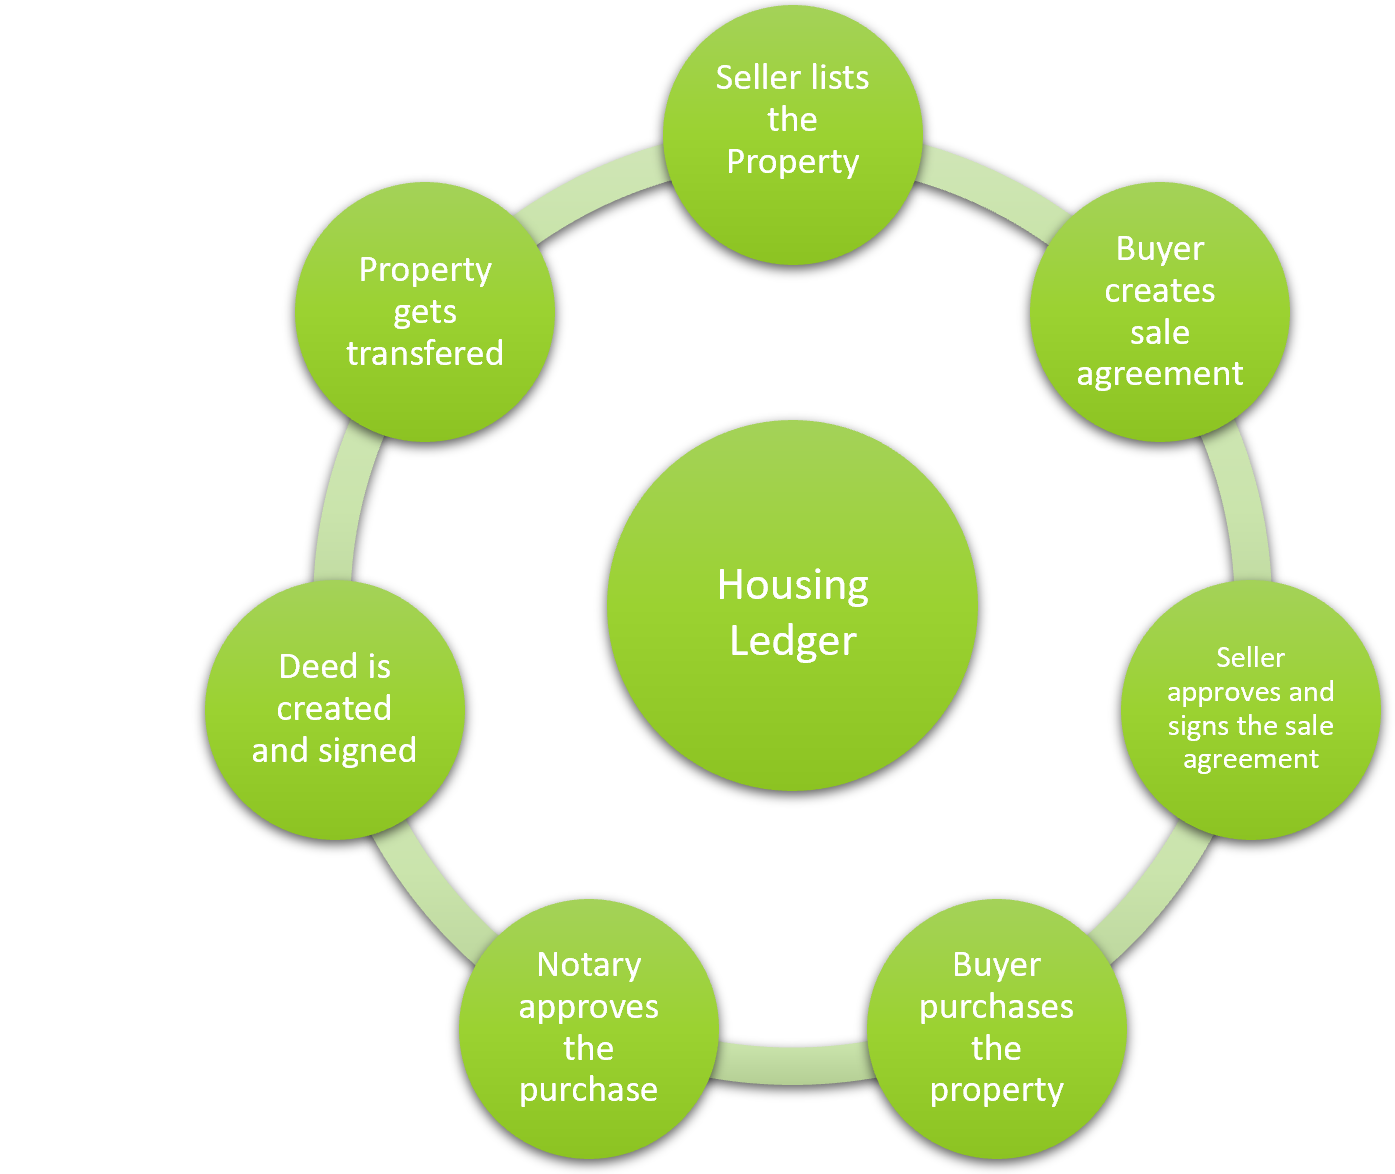 Seller lists
the
Property
Buyer
creates
sale
agreement
Seller
approves and
signs the sale
agreement
Buyer
purchases
the
property
Notary
approves
the
purchase
Deed is
created
and signed
Property
gets
transfered
Housing
Ledger